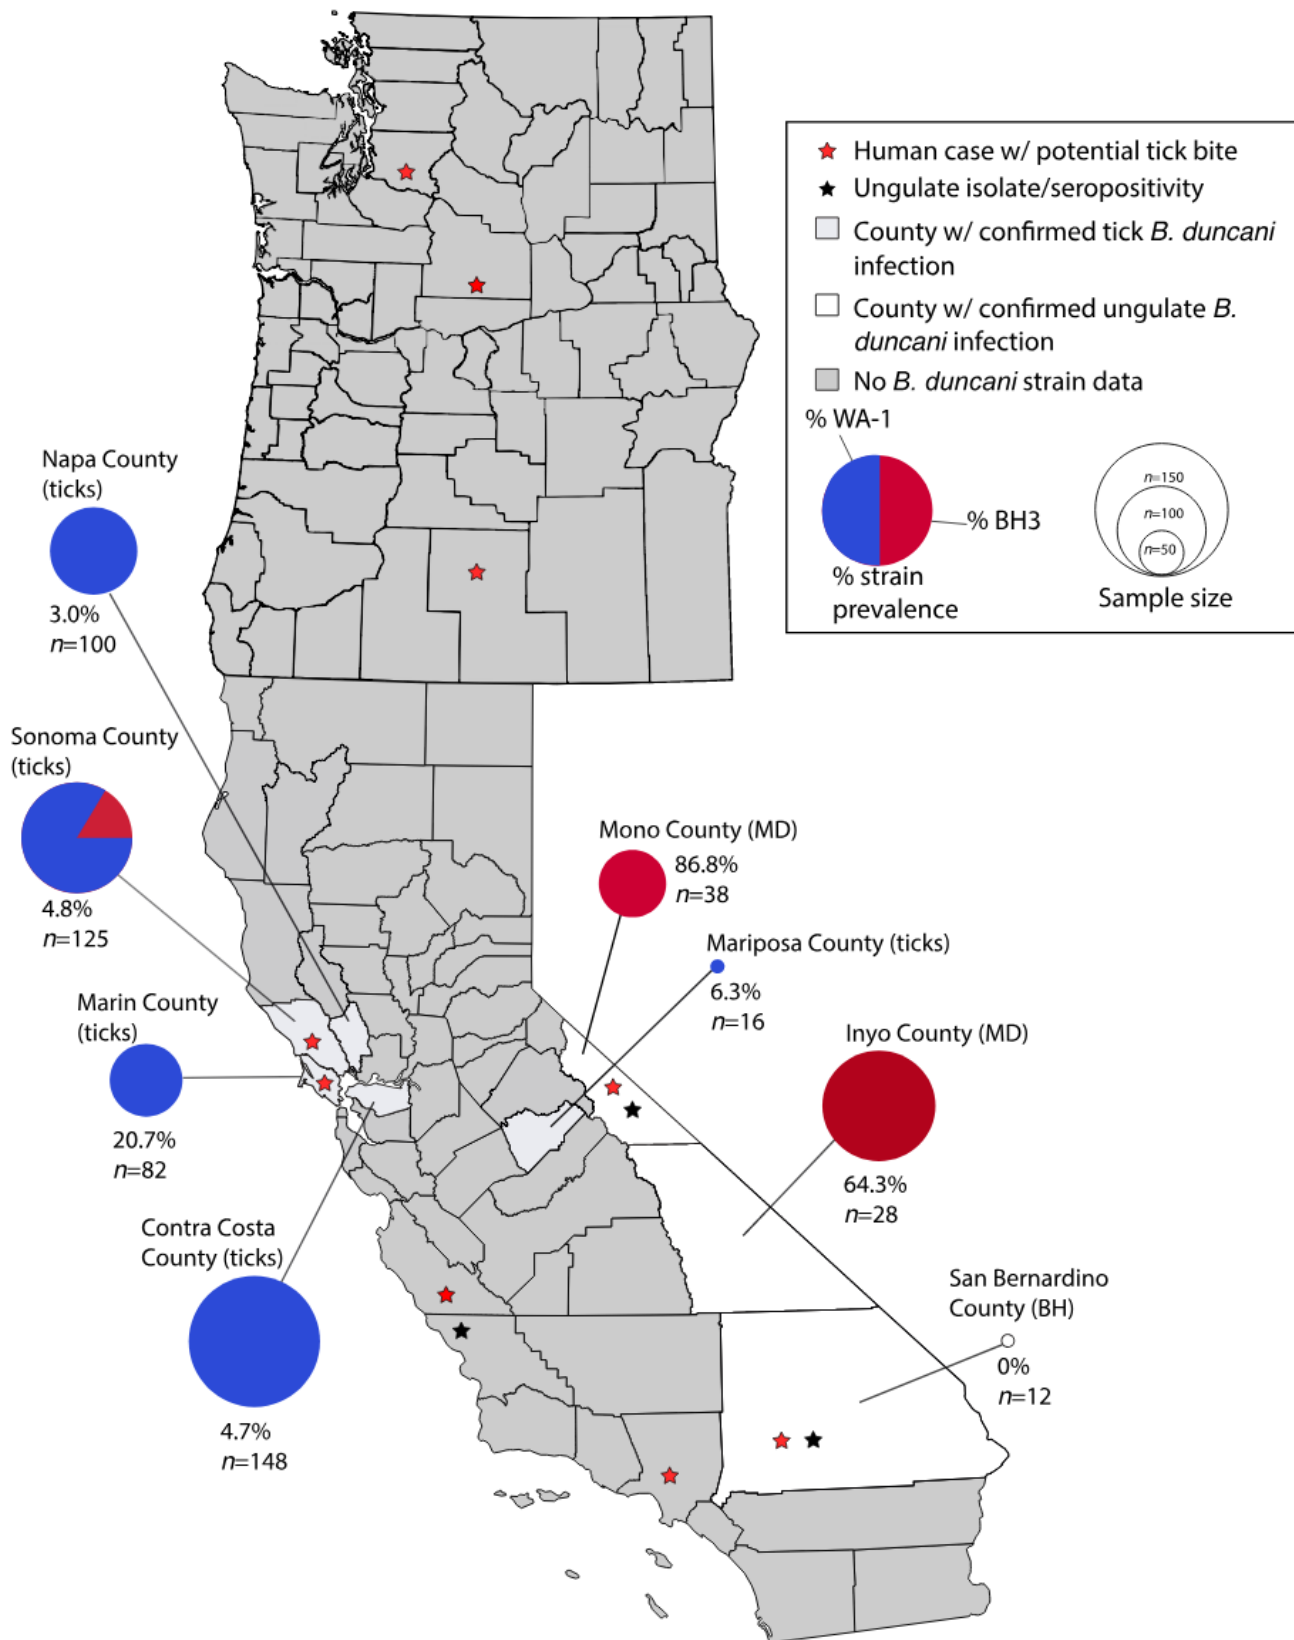 Human case w/ potential tick bite
Ungulate isolate/seropositivity
County w/ confirmed tick B. duncani
infection
County w/ confirmed ungulate B.
duncani infection
No B. duncani strain data
% WA-1
% BH3
% strain
prevalence
n=150
n=100
n=50
Sample size
Napa County
(ticks)
3.0%
n=100
Sonoma County
(ticks)
4.8%
n=125
Marin County
(ticks)
20.7%
n=82
Contra Costa
County (ticks)
4.7%
n=148
Mono County (MD)
86.8%
n=38
Mariposa County (ticks)
6.3%
n=16
Inyo County (MD)
64.3%
n=28
San Bernardino
County (BH)
0%
n=12